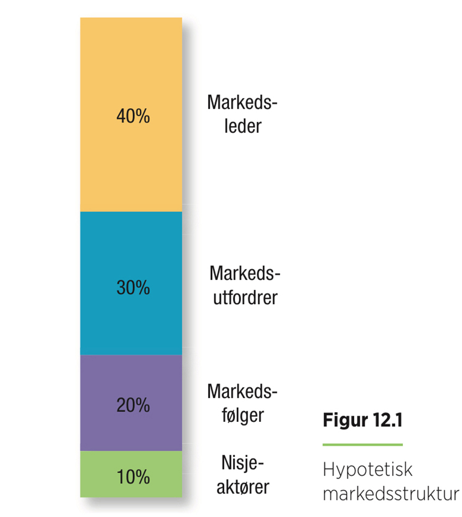 40%
Markeds-
leder
30%
Markeds-
utfordrer
20%
Markeds-
følger
10%
Nisje-
aktører
Figur 12.1
Hypotetisk
markedsstruktur